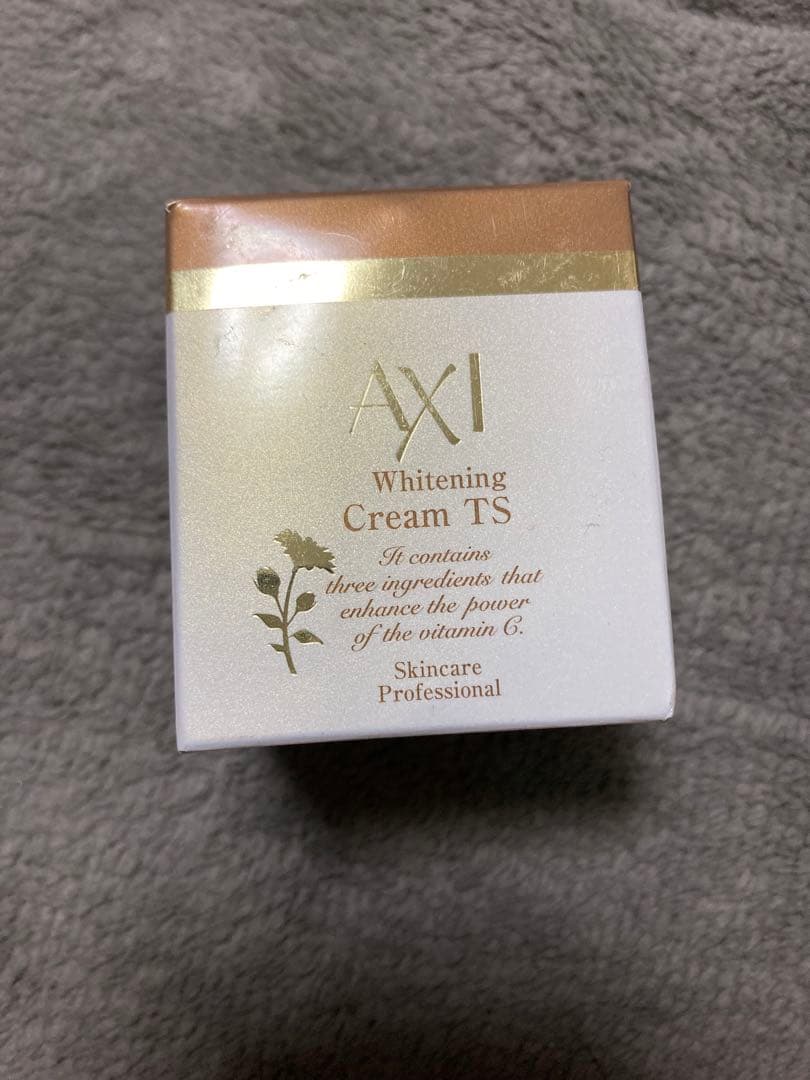 AXI
Whitening
Cream TS
It contains
three ingredients that
enhance the power
of the vitamin C.
Skincare
Professional